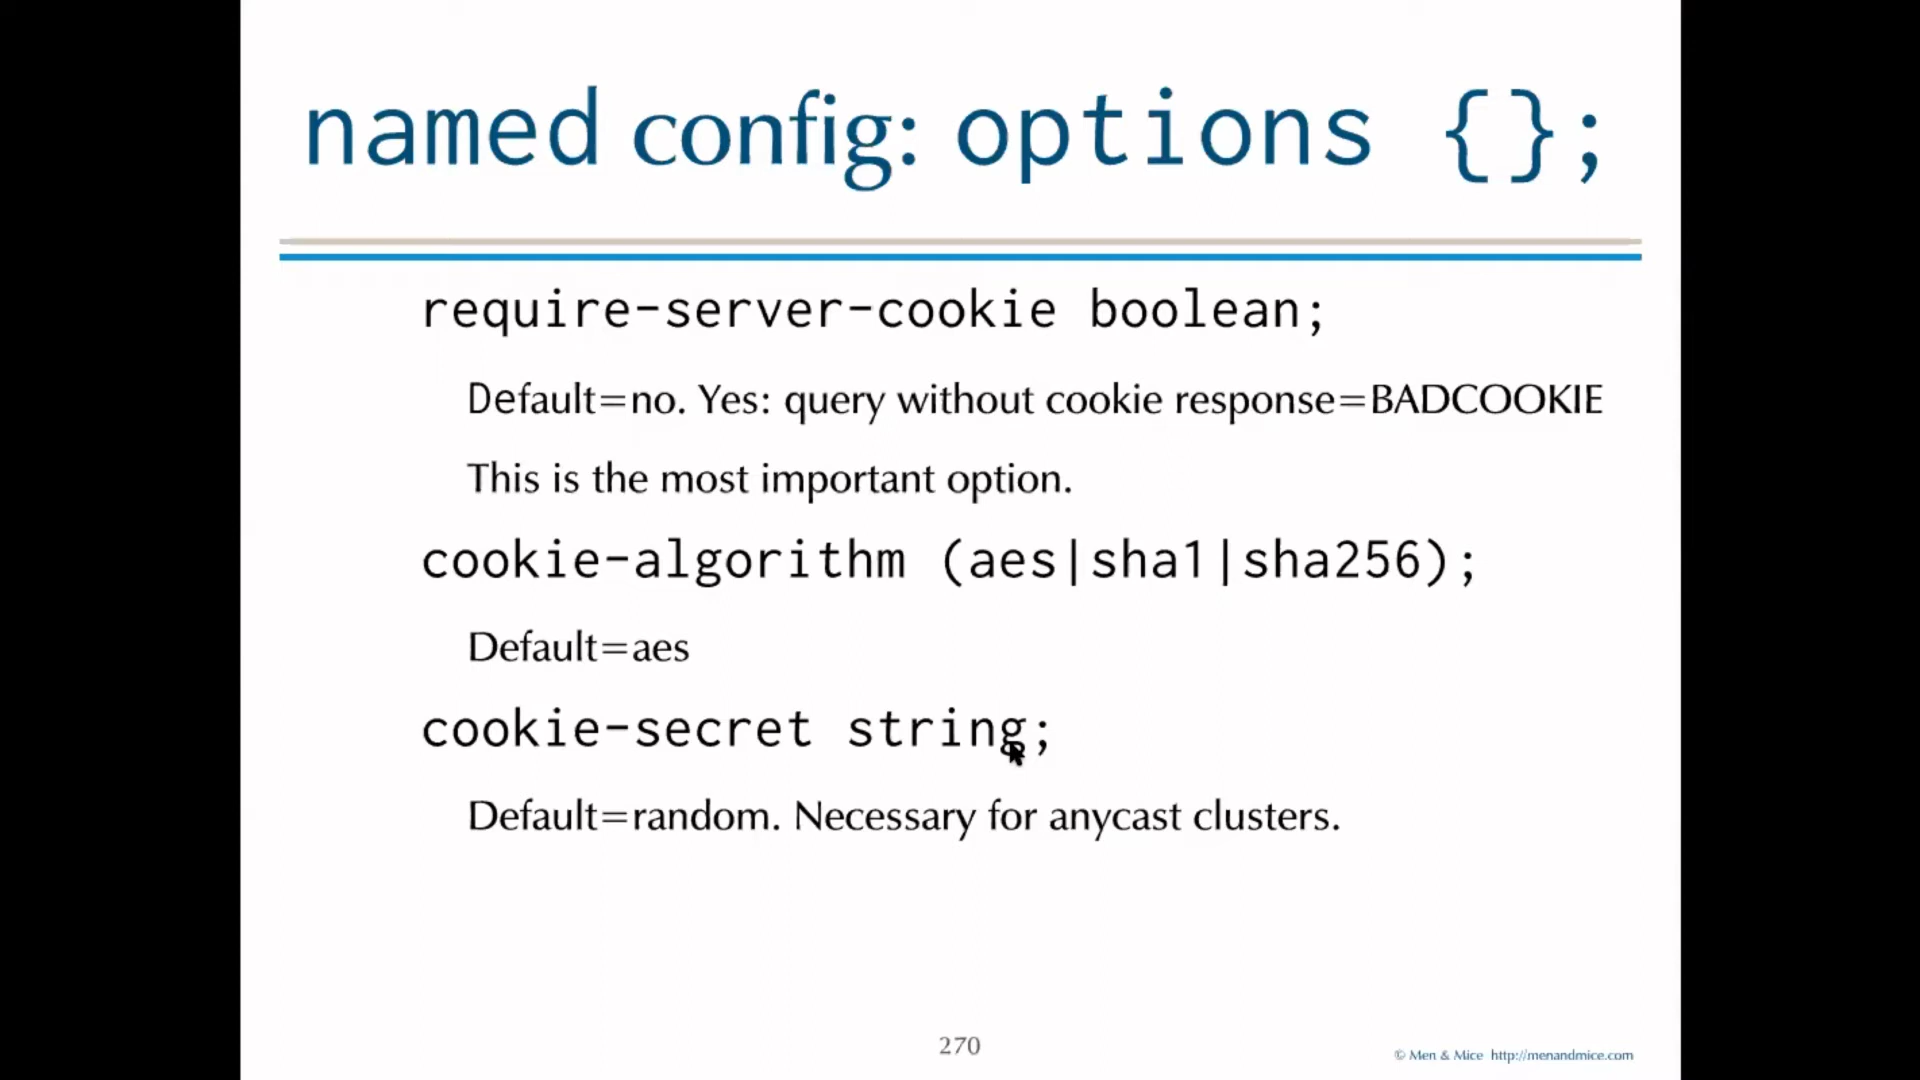 named config: options {};
require-server-cookie boolean;
Default=no. Yes: query without cookie response=BADCOOKIE
This is the most important option.
cookie-algorithm (aes|sha1|sha256);
Default=aes
cookie-secret string;
Default=random. Necessary for anycast clusters.
270
© Men & Mice http://menandmice.com